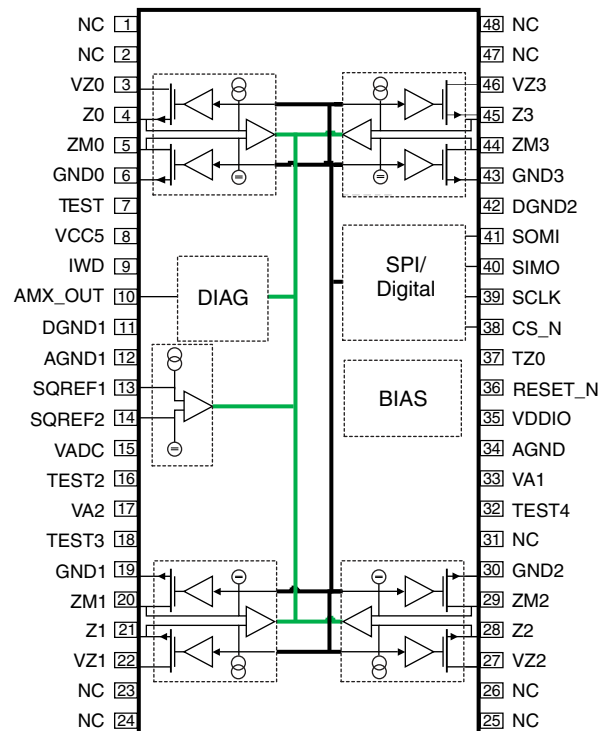 NC 1
NC 2
VZ0 3
Z0 4
ZM0 5
GND0 6
TEST 7
VCC5 8
IWD 9
AMX_OUT 10
DGND1 11
AGND1 12
SQREF1 13
SQREF2 14
VADC 15
TEST2 16
VA2 17
TEST3 18
GND1 19
ZM1 20
Z1 21
VZ1 22
NC 23
NC 24
DIAG
SPI/
Digital
BIAS
48 NC
47 NC
46 VZ3
45 Z3
44 ZM3
43 GND3
42 DGND2
41 SOMI
40 SIMO
39 SCLK
38 CS_N
37 TZ0
36 RESET_N
35 VDDIO
34 AGND
33 VA1
32 TEST4
31 NC
30 GND2
29 ZM2
28 Z2
27 VZ2
26 NC
25 NC